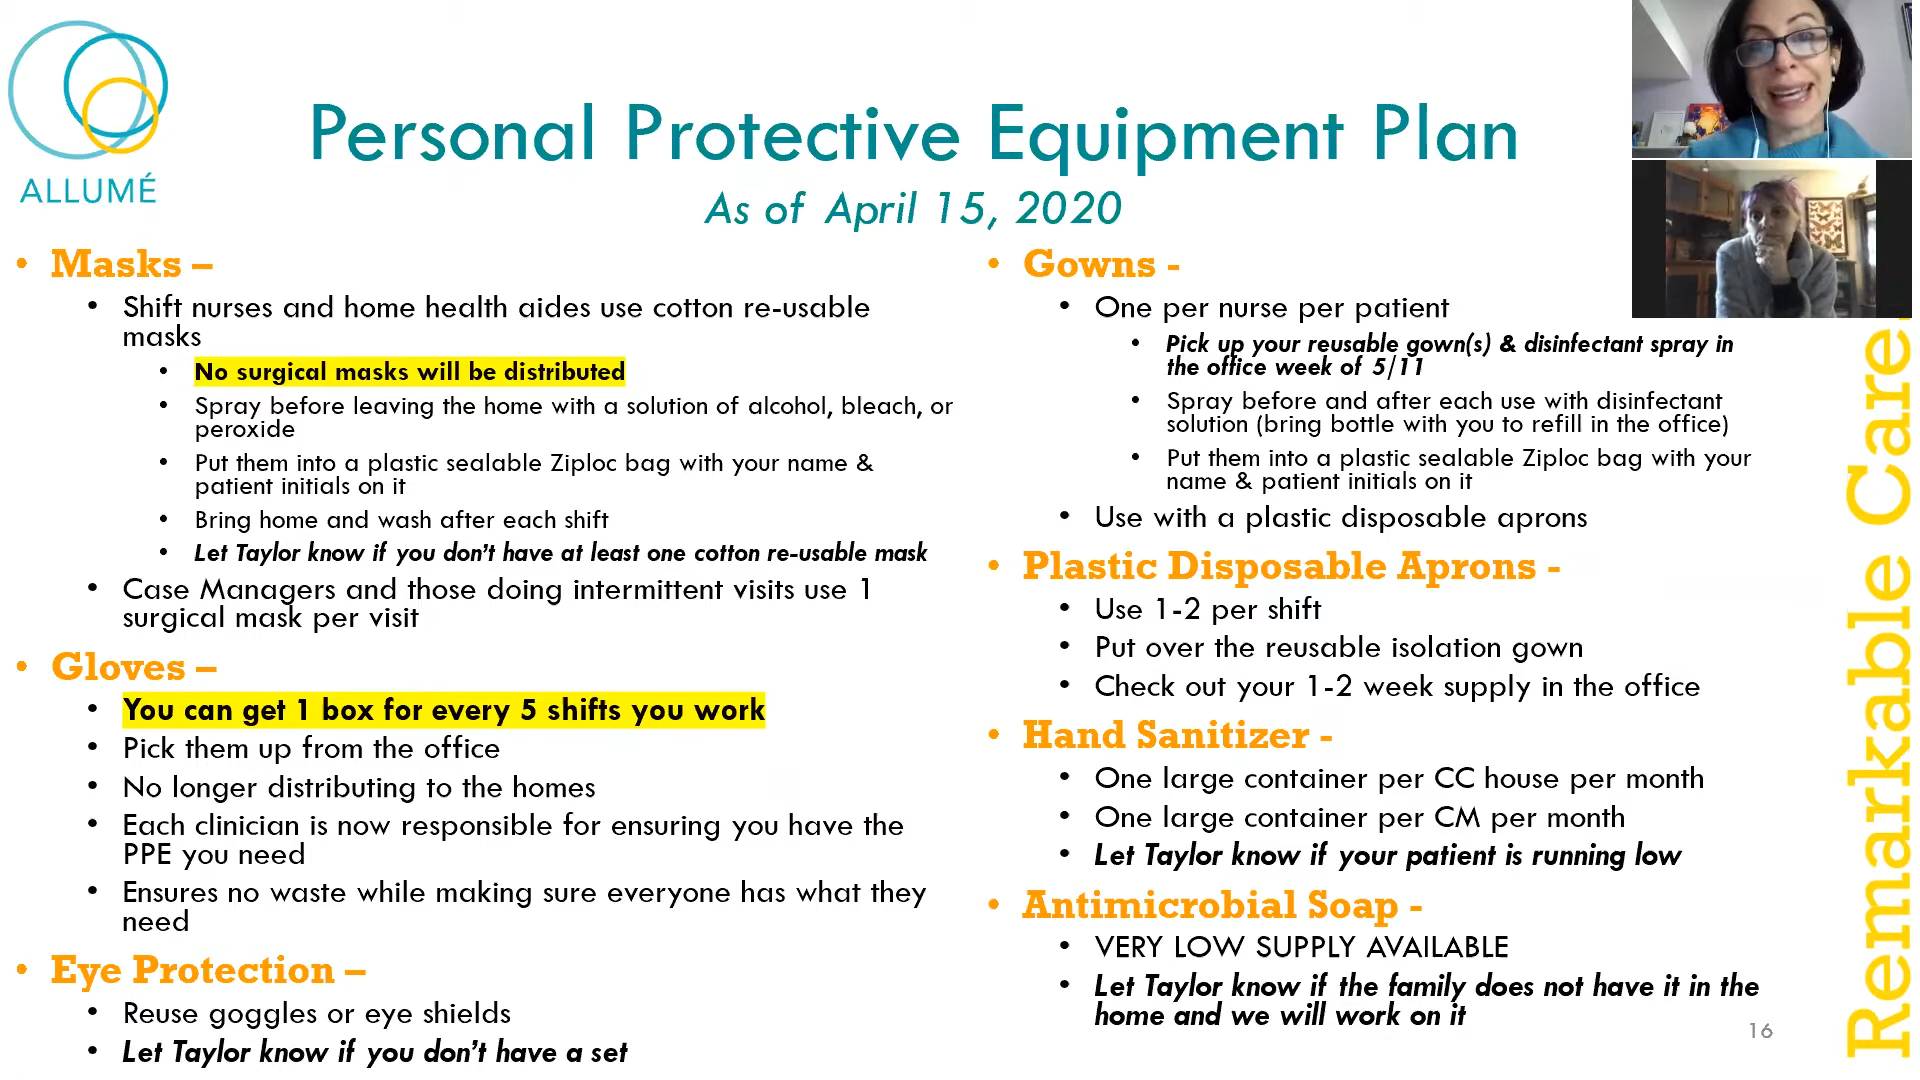 ALLUMÉ
Personal Protective Equipment Plan
As of April 15, 2020
• Masks –
• Shift nurses and home health aides use cotton re-usable
masks
• No surgical masks will be distributed
• Spray before leaving the home with a solution of alcohol, bleach, or
peroxide
• Put them into a plastic sealable Ziploc bag with your name &
patient initials on it
• Bring home and wash after each shift
• Let Taylor know if you don't have at least one cotton re-usable mask
• Case Managers and those doing intermittent visits use 1
surgical mask per visit
• Gloves –
• You can get 1 box for every 5 shifts you work
• Pick them up from the office
• No longer distributing to the homes
• Each clinician is now responsible for ensuring you have the
PPE you need
• Ensures no waste while making sure everyone has what they
need
• Eye Protection –
• Reuse goggles or eye shields
• Let Taylor know if you don't have a set
• Gowns -
• One per nurse per patient
• Pick up your reusable gown(s) & disinfectant spray in
the office week of 5/11
• Spray before and after each use with disinfectant
solution (bring bottle with you to refill in the office)
• Put them into a plastic sealable Ziploc bag with your
name & patient initials on it
• Use with a plastic disposable aprons
• Plastic Disposable Aprons -
• Use 1-2 per shift
• Put over the reusable isolation gown
• Check out your 1-2 week supply in the office
• Hand Sanitizer -
• One large container per CC house per month
• One large container per CM per month
• Let Taylor know if your patient is running low
• Antimicrobial Soap -
• VERY LOW SUPPLY AVAILABLE
• Let Taylor know if the family does not have it in the
home and we will work on it
16
Remarkable Care.